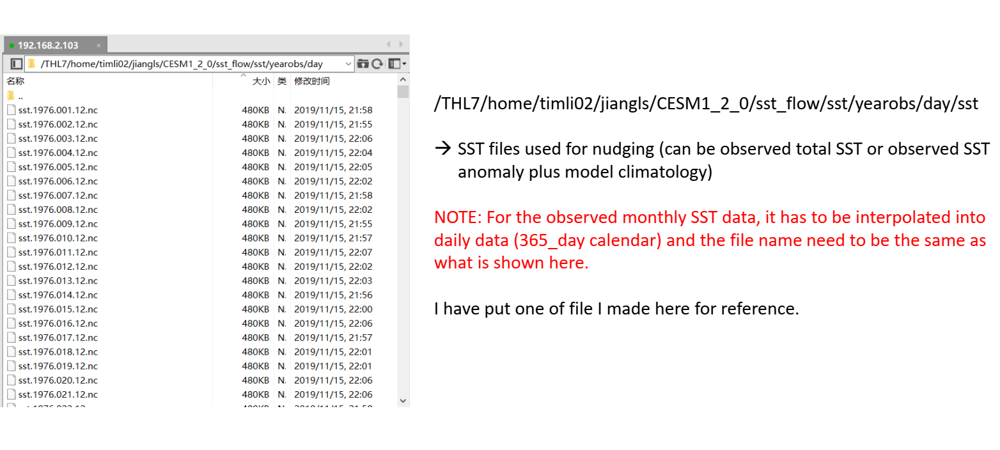 192.168.2.103
/THL7/home/timli02/jiangls/CESM1_2_0/sst_flow/sst/yearobs/day
名称 大小 类 修改时间
..
sst.1976.001.12.nc 480KB N. 2019/11/15, 21:58
sst.1976.002.12.nc 480KB N. 2019/11/15, 21:55
sst.1976.003.12.nc 480KB N. 2019/11/15, 22:06
sst.1976.004.12.nc 480KB N. 2019/11/15, 22:04
sst.1976.005.12.nc 480KB N. 2019/11/15, 22:05
sst.1976.006.12.nc 480KB N. 2019/11/15, 22:02
sst.1976.007.12.nc 480KB N. 2019/11/15, 21:58
sst.1976.008.12.nc 480KB N. 2019/11/15, 22:02
sst.1976.009.12.nc 480KB N. 2019/11/15, 21:55
sst.1976.010.12.nc 480KB N. 2019/11/15, 21:57
sst.1976.011.12.nc 480KB N. 2019/11/15, 22:07
sst.1976.012.12.nc 480KB N. 2019/11/15, 22:02
sst.1976.013.12.nc 480KB N. 2019/11/15, 22:03
sst.1976.014.12.nc 480KB N. 2019/11/15, 21:56
sst.1976.015.12.nc 480KB N. 2019/11/15, 22:00
sst.1976.016.12.nc 480KB N. 2019/11/15, 22:06
sst.1976.017.12.nc 480KB N. 2019/11/15, 21:57
sst.1976.018.12.nc 480KB N. 2019/11/15, 22:01
sst.1976.019.12.nc 480KB N. 2019/11/15, 22:01
sst.1976.020.12.nc 480KB N. 2019/11/15, 22:06
sst.1976.021.12.nc 480KB N. 2019/11/15, 22:06
/THL7/home/timli02/jiangls/CESM1_2_0/sst_flow/sst/yearobs/day/sst
→ SST files used for nudging (can be observed total SST or observed SST
anomaly plus model climatology)
NOTE: For the observed monthly SST data, it has to be interpolated into
daily data (365_day calendar) and the file name need to be the same as
what is shown here.
I have put one of file I made here for reference.